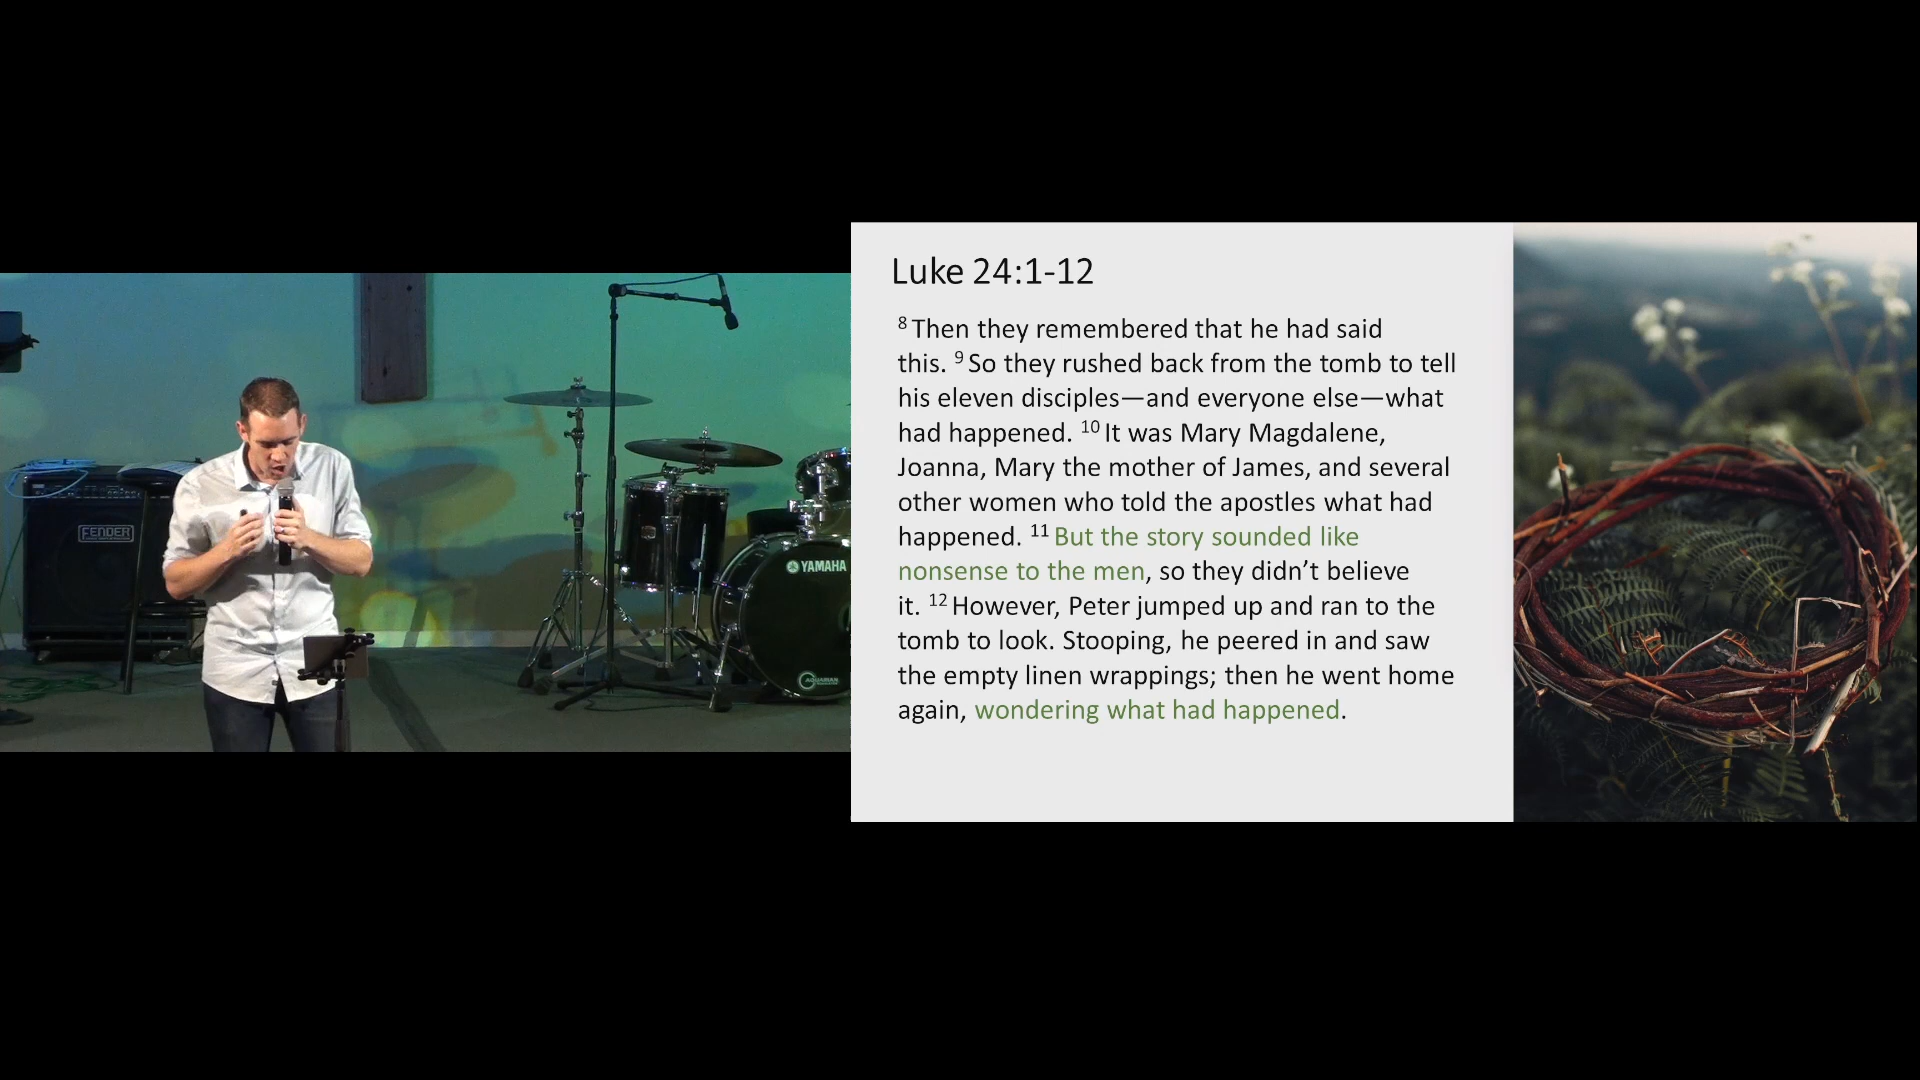 FENDER
YAMAHA
AQUARIAN
Luke 24:1-12
8 Then they remembered that he had said
this. 9 So they rushed back from the tomb to tell
his eleven disciples—and everyone else—what
had happened. 10 It was Mary Magdalene,
Joanna, Mary the mother of James, and several
other women who told the apostles what had
happened. 11 But the story sounded like
nonsense to the men, so they didn’t believe
it. 12 However, Peter jumped up and ran to the
tomb to look. Stooping, he peered in and saw
the empty linen wrappings; then he went home
again, wondering what had happened.